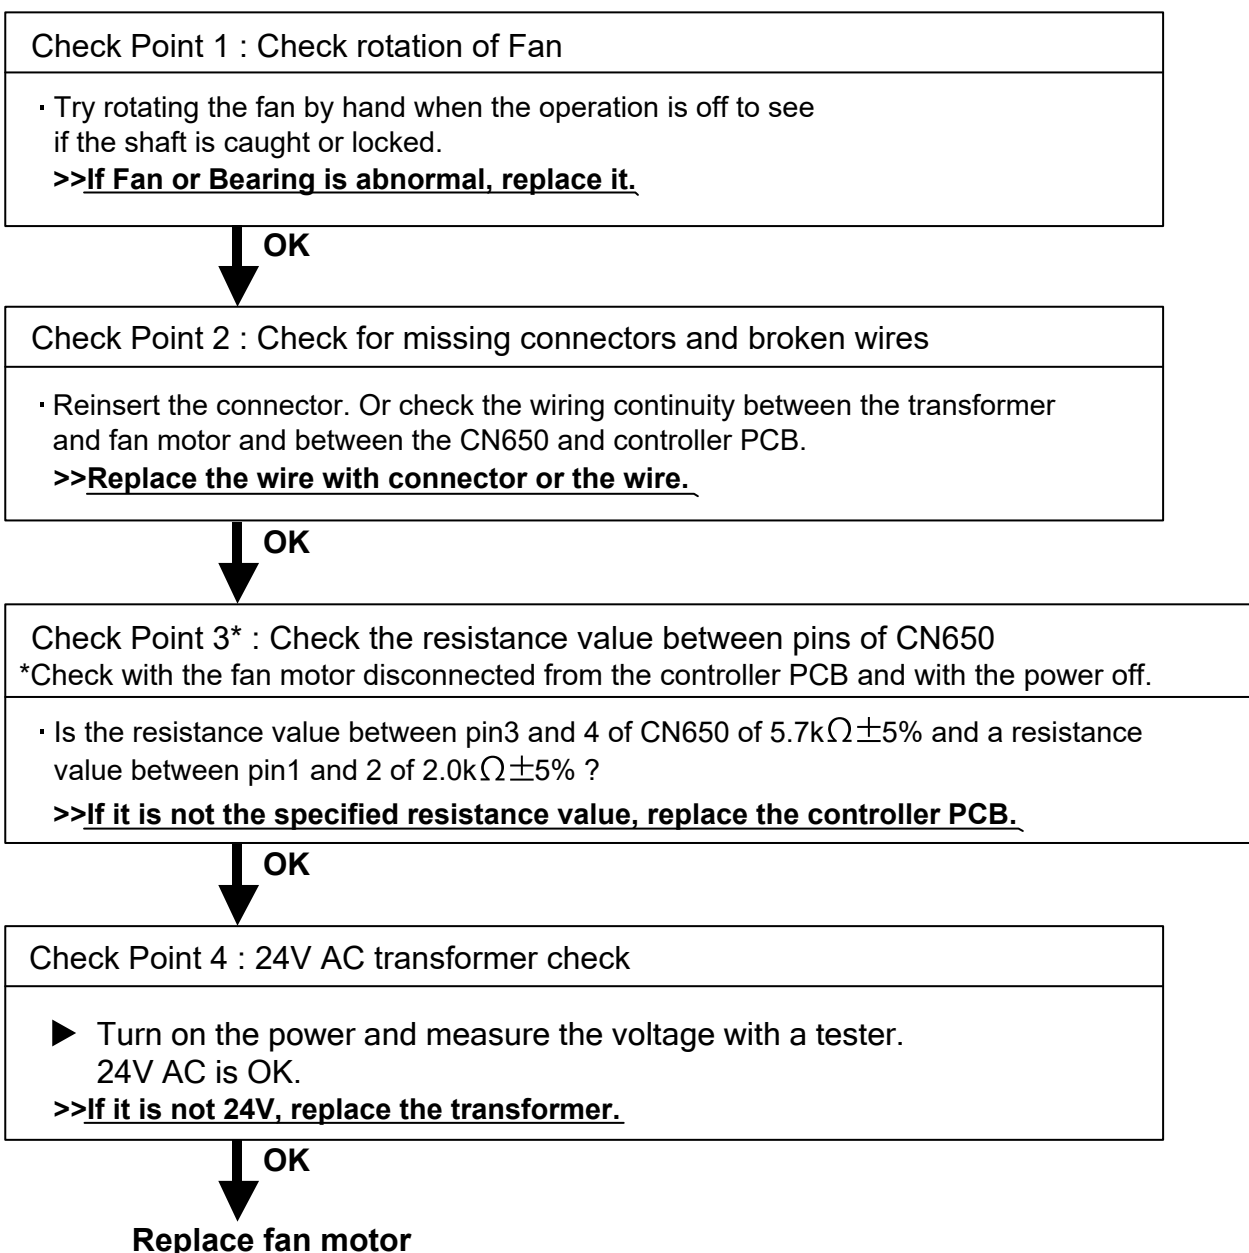 Check Point 1 : Check rotation of Fan
· Try rotating the fan by hand when the operation is off to see
if the shaft is caught or locked.
>>If Fan or Bearing is abnormal, replace it.
OK
Check Point 2 : Check for missing connectors and broken wires
· Reinsert the connector. Or check the wiring continuity between the transformer
and fan motor and between the CN650 and controller PCB.
>>Replace the wire with connector or the wire.
OK
Check Point 3* : Check the resistance value between pins of CN650
*Check with the fan motor disconnected from the controller PCB and with the power off.
· Is the resistance value between pin3 and 4 of CN650 of 5.7kΩ±5% and a resistance
value between pin1 and 2 of 2.0kΩ±5% ?
>>If it is not the specified resistance value, replace the controller PCB.
OK
Check Point 4 : 24V AC transformer check
▶ Turn on the power and measure the voltage with a tester.
24V AC is OK.
>>If it is not 24V, replace the transformer.
OK
Replace fan motor